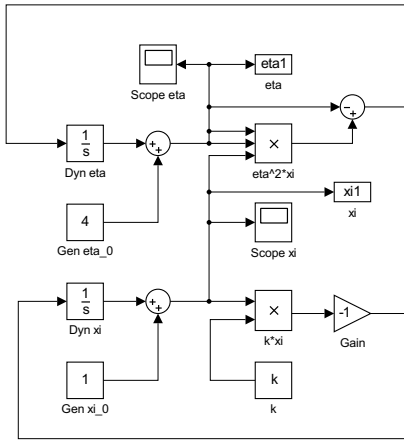 eta1
eta
Scope eta
−
+
1
s
Dyn eta
+
+
×
eta^2*xi
xi1
xi
4
Gen eta_0
Scope xi
1
s
Dyn xi
+
+
×
k*xi
-1
Gain
1
Gen xi_0
k
k